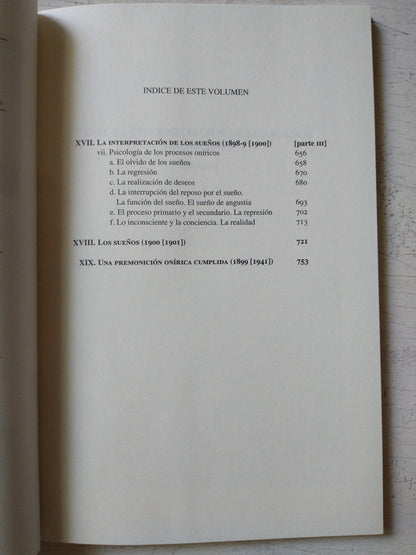 INDICE DE ESTE VOLUMEN
XVII. La interpretación de los sueños (1898-9 [1900]) [parte III]
vii. Psicología de los procesos oníricos 656
a. El olvido de los sueños 658
b. La regresión 670
c. La realización de deseos 680
d. La interrupción del reposo por el sueño.
La función del sueño. El sueño de angustia 693
e. El proceso primario y el secundario. La represión 702
f. Lo inconsciente y la conciencia. La realidad 713
XVIII. Los sueños (1900 [1901]) 721
XIX. Una premonición onírica cumplida (1899 [1941]) 753